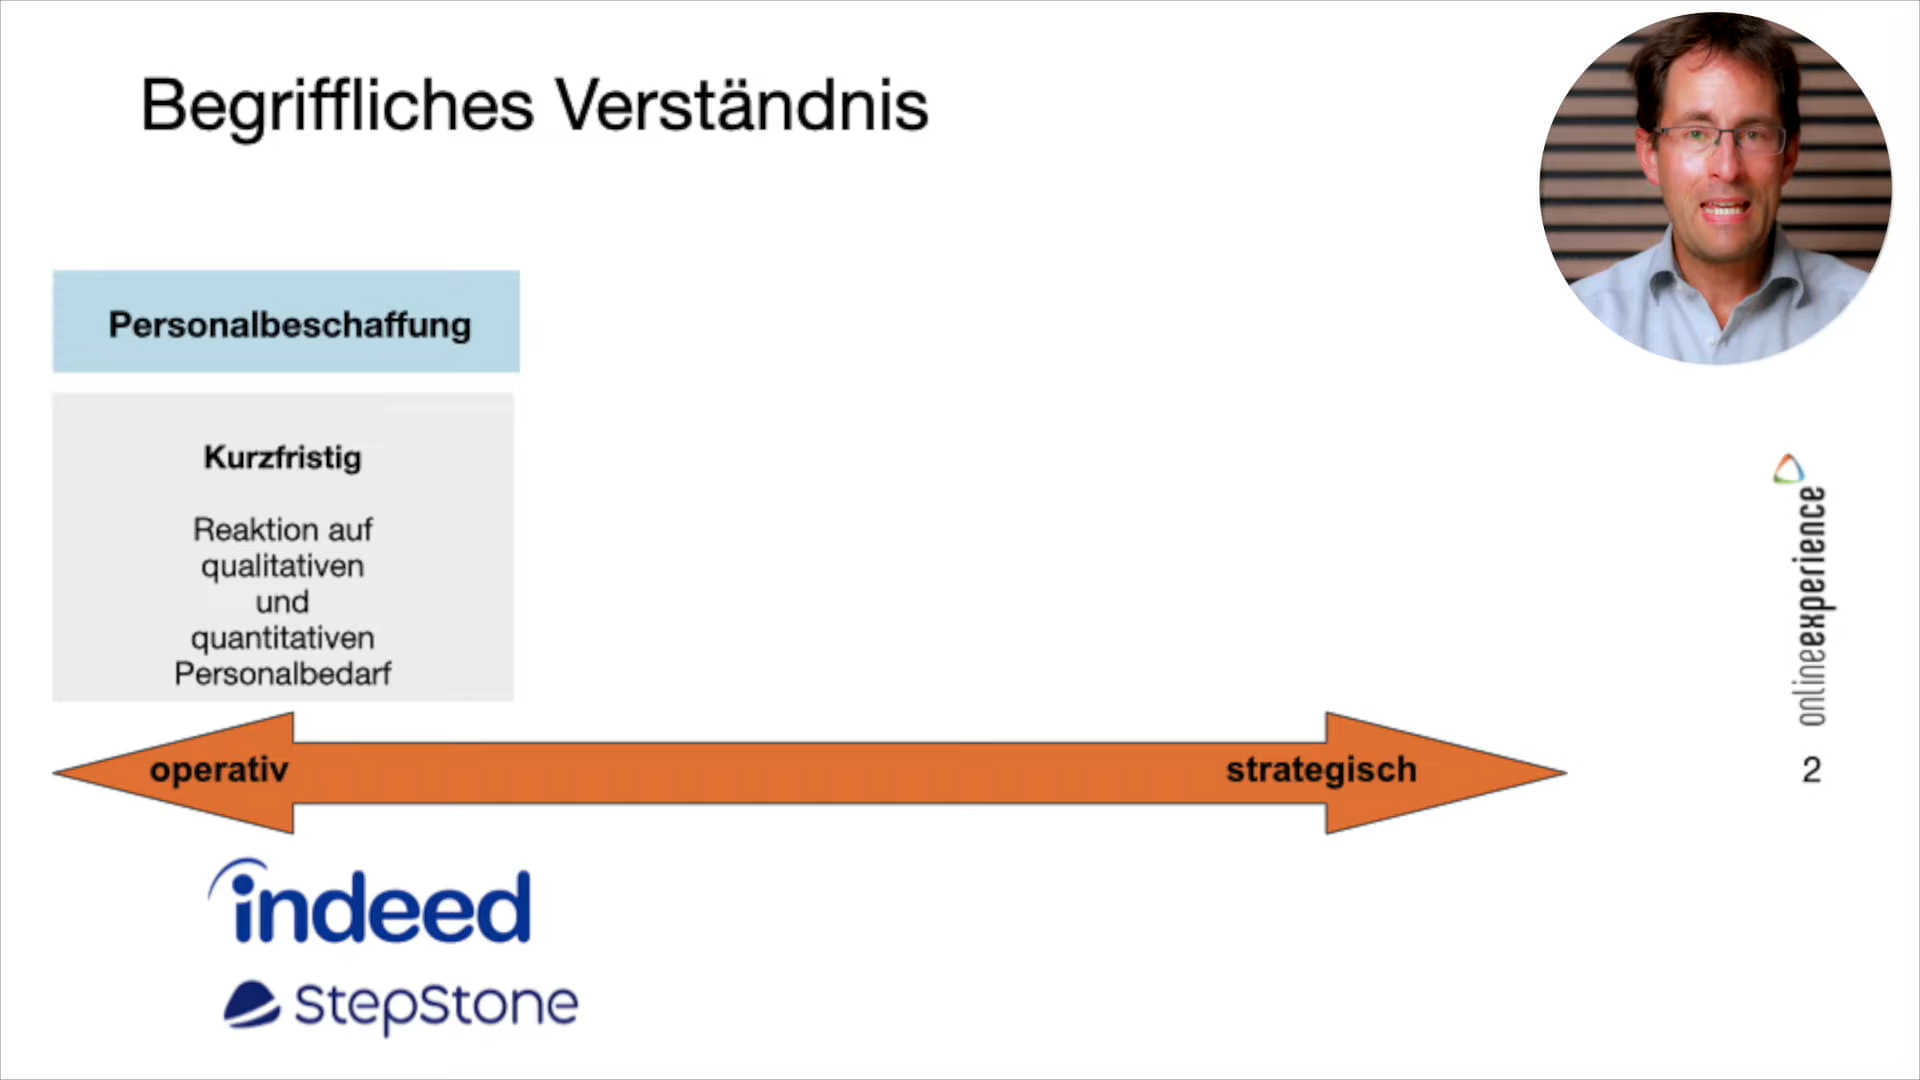 Begriffliches Verständnis
Personalbeschaffung
Kurzfristig
Reaktion auf
qualitativen
und
quantitativen
Personalbedarf
operativ
strategisch
indeed
StepStone
onlineexperience
2